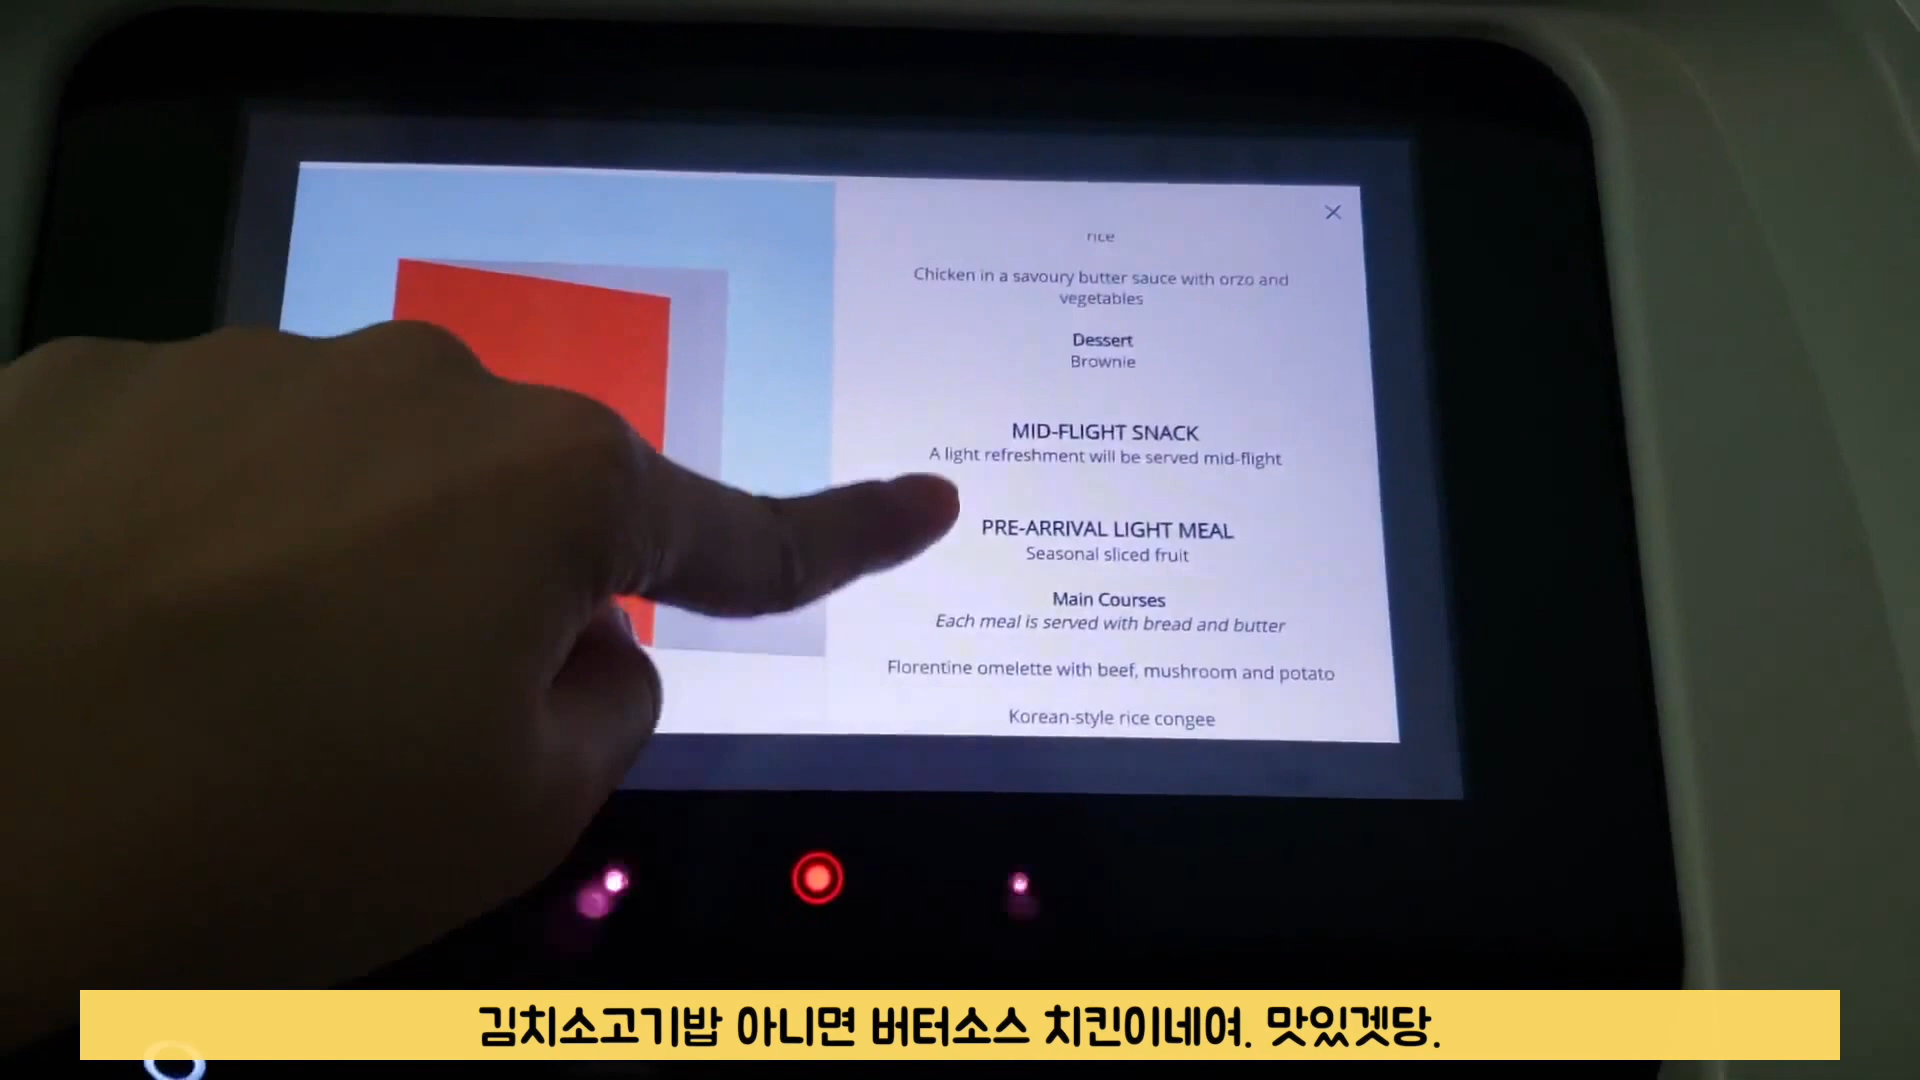 rice
Chicken in a savoury butter sauce with orzo and
vegetables
Dessert
Brownie
MID-FLIGHT SNACK
A light refreshment will be served mid-flight
PRE-ARRIVAL LIGHT MEAL
Seasonal sliced fruit
Main Courses
Each meal is served with bread and butter
Florentine omelette with beef, mushroom and potato
Korean-style rice congee
김치소고기밥 아니면 버터소스 치킨이네여. 맛있겟당.